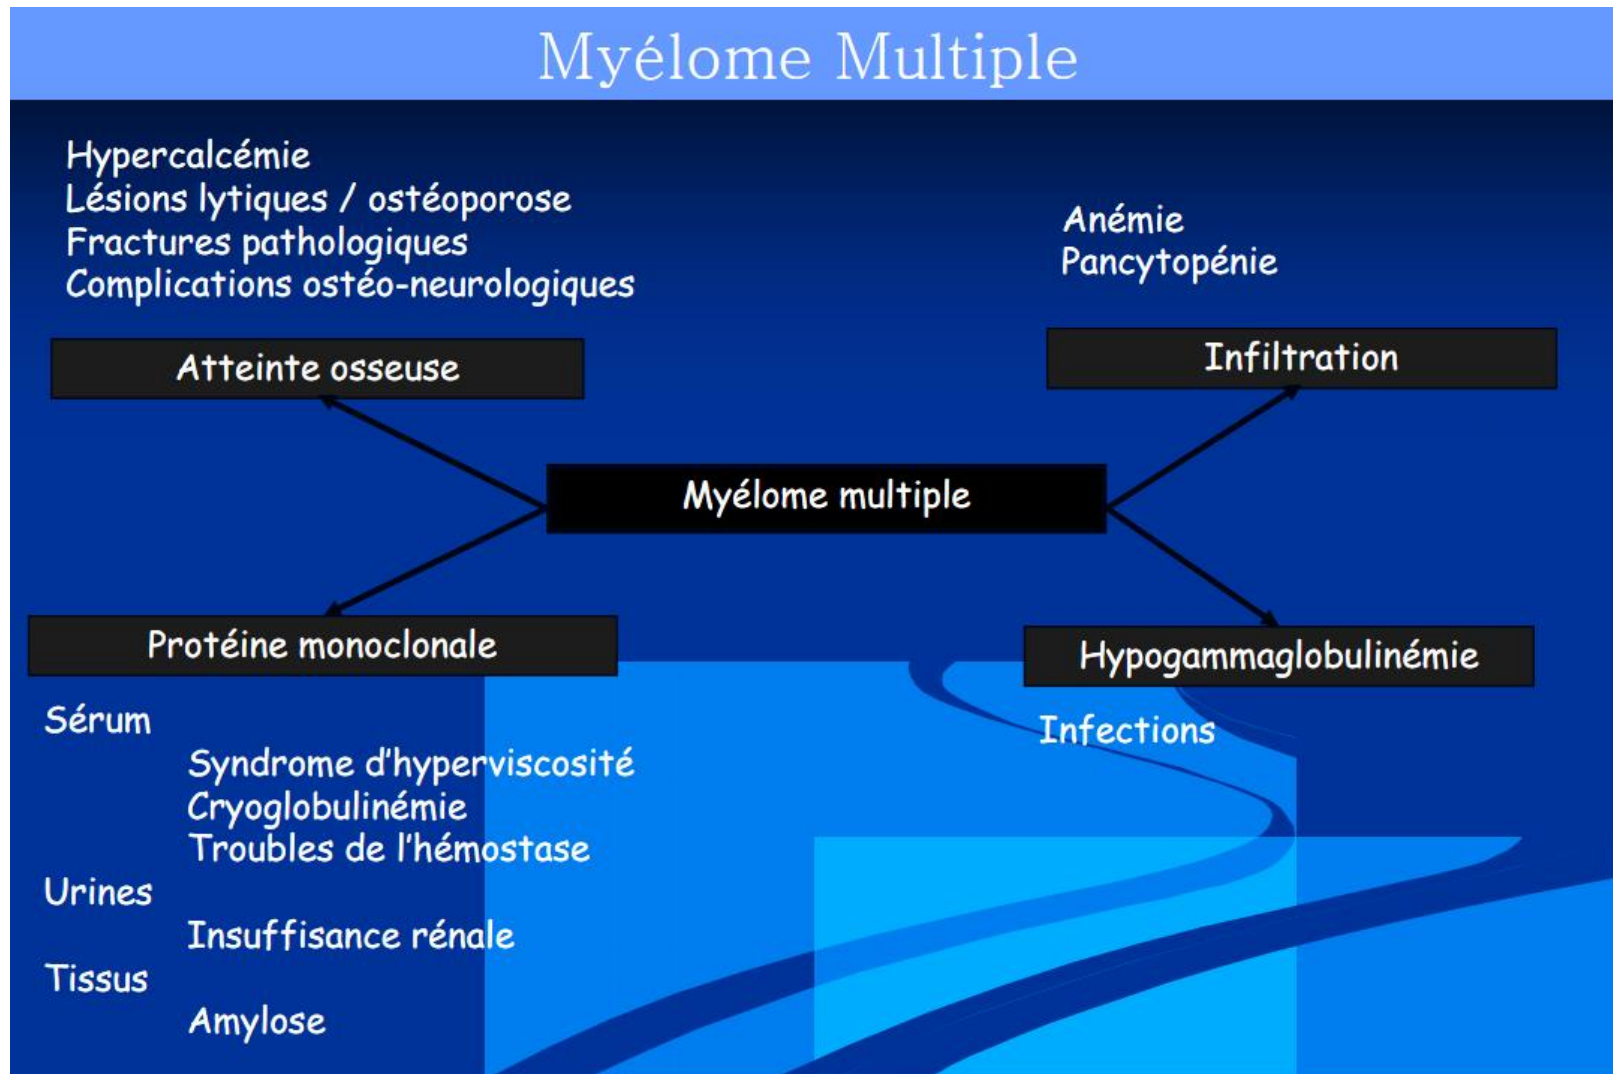 Myélome Multiple
Hypercalcémie
Lésions lytiques / ostéoporose
Fractures pathologiques
Complications ostéo-neurologiques
Anémie
Pancytopénie
Atteinte osseuse
Infiltration
Myélome multiple
Protéine monoclonale
Hypogammaglobulinémie
Sérum
Syndrome d'hyperviscosité
Cryoglobulinémie
Troubles de l'hémostase
Urines
Insuffisance rénale
Tissus
Amylose
Infections